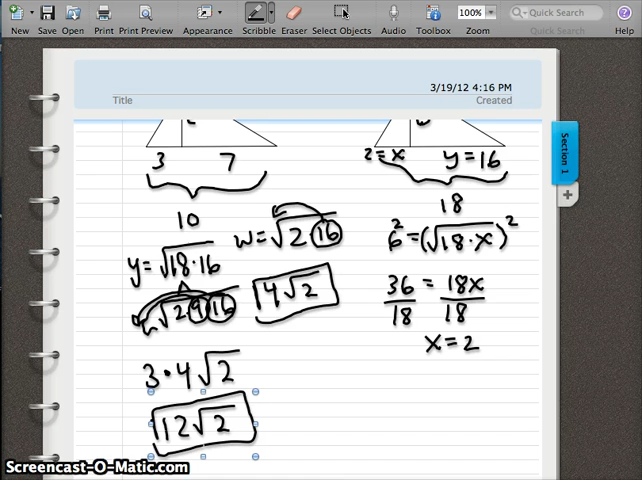 New Save Open Print Print Preview Appearance Scribble Eraser Select Objects Audio Toolbox 100% Zoom Quick Search Quick Search Help
3/19/12 4:16 PM
Title Created
Section 1
3 7
2 = x y = 16
10
18
w = √2·16
6² = (√18·x)²
y = √18·16
4√2
36 = 18x
√2·9·16
18 18
x = 2
3·4√2
12√2
Screencast-O-Matic.com